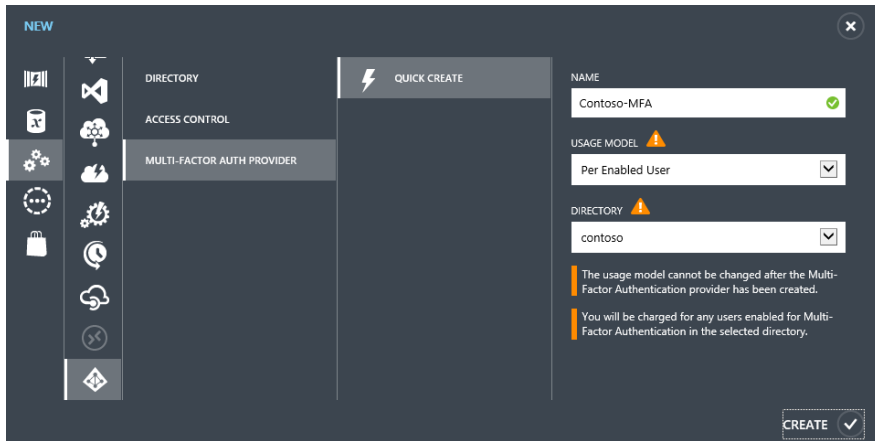 NEW
DIRECTORY
ACCESS CONTROL
MULTI-FACTOR AUTH PROVIDER
QUICK CREATE
NAME
Contoso-MFA
USAGE MODEL
Per Enabled User
DIRECTORY
contoso
The usage model cannot be changed after the Multi-
Factor Authentication provider has been created.
You will be charged for any users enabled for Multi-
Factor Authentication in the selected directory.
CREATE